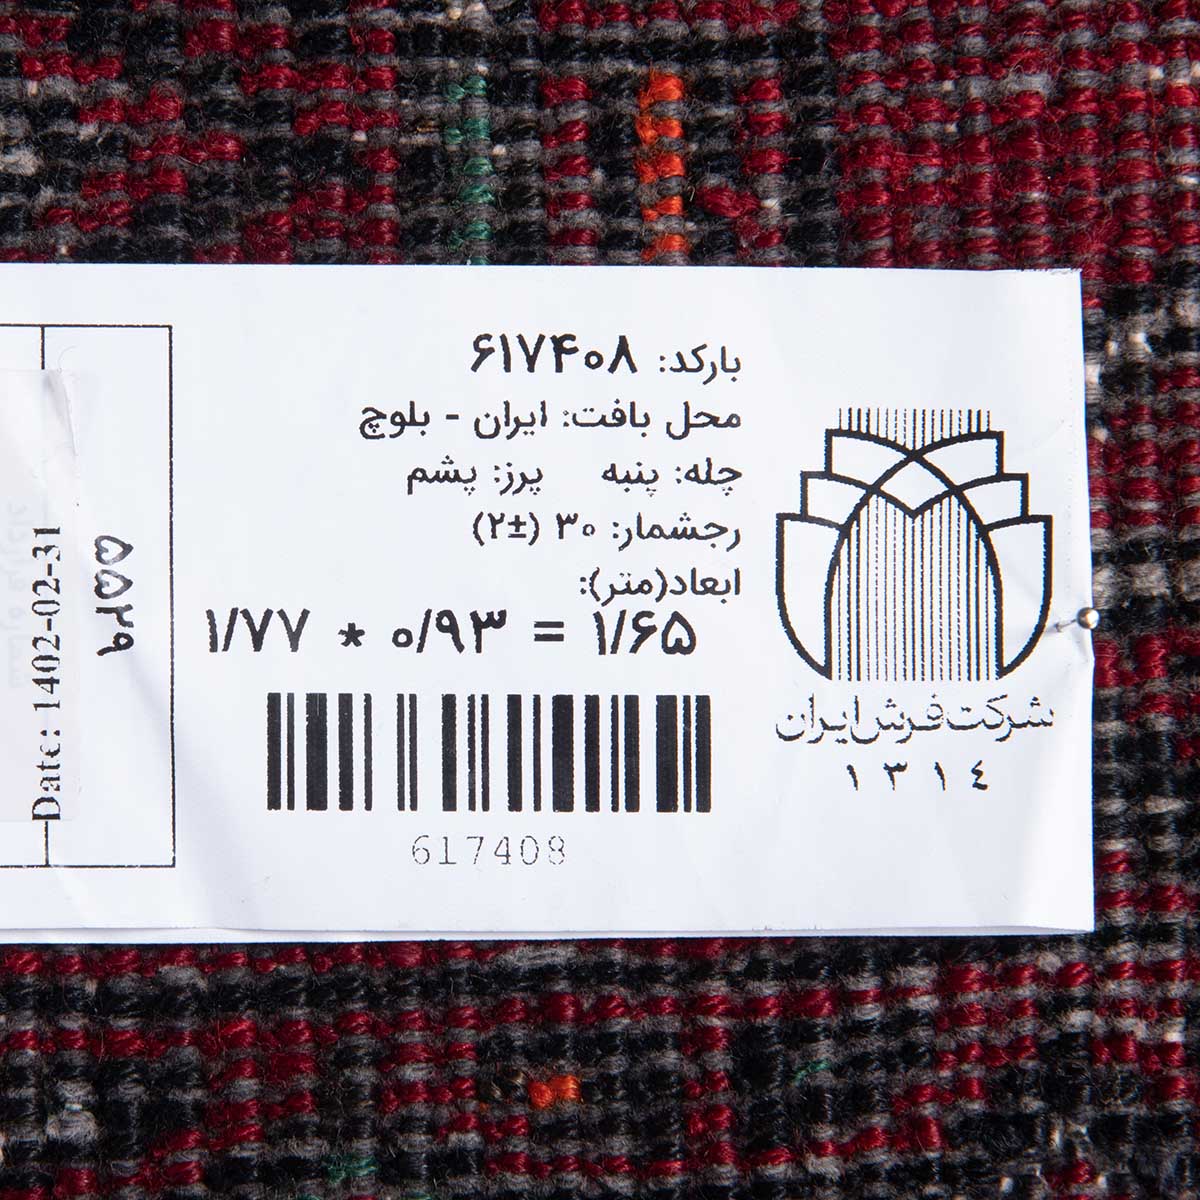 بارکد: ۶۱۷۴۰۸
محل بافت: ایران - بلوچ
چله: پنبه پرز: پشم
رجشمار: ۳۰ (±۲)
ابعاد(متر):
۱/۷۷ * ۰/۹۳ = ۱/۶۵
617408
شرکت فرش ایران
١٣١٤
۵۵۲۹
Date: 1402-02-31